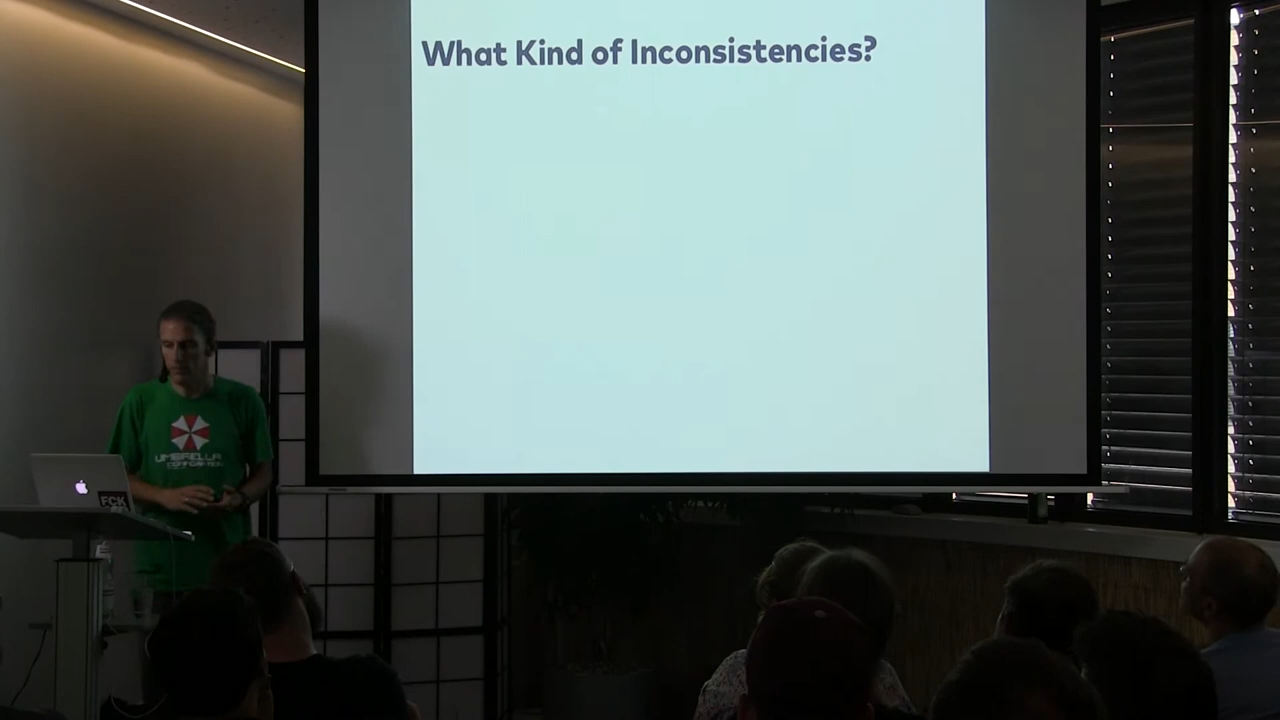 What Kind of Inconsistencies?
UMBRELLA
CORPORATION
FCK